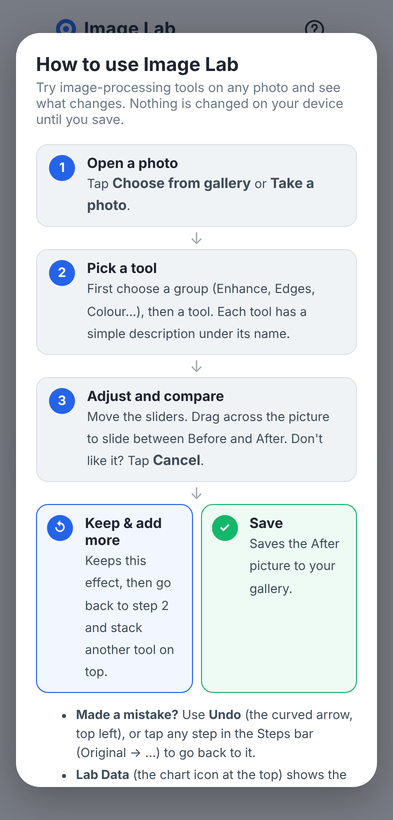 Image Lab
How to use Image Lab
Try image-processing tools on any photo and see
what changes. Nothing is changed on your device
until you save.
1
Open a photo
Tap Choose from gallery or Take a
photo.
2
Pick a tool
First choose a group (Enhance, Edges,
Colour...), then a tool. Each tool has a
simple description under its name.
3
Adjust and compare
Move the sliders. Drag across the picture
to slide between Before and After. Don't
like it? Tap Cancel.
Keep & add
more
Keeps this
effect, then go
back to step 2
and stack
another tool on
top.
Save
Saves the After
picture to your
gallery.
• Made a mistake? Use Undo (the curved arrow,
top left), or tap any step in the Steps bar
(Original → ...) to go back to it.
• Lab Data (the chart icon at the top) shows the